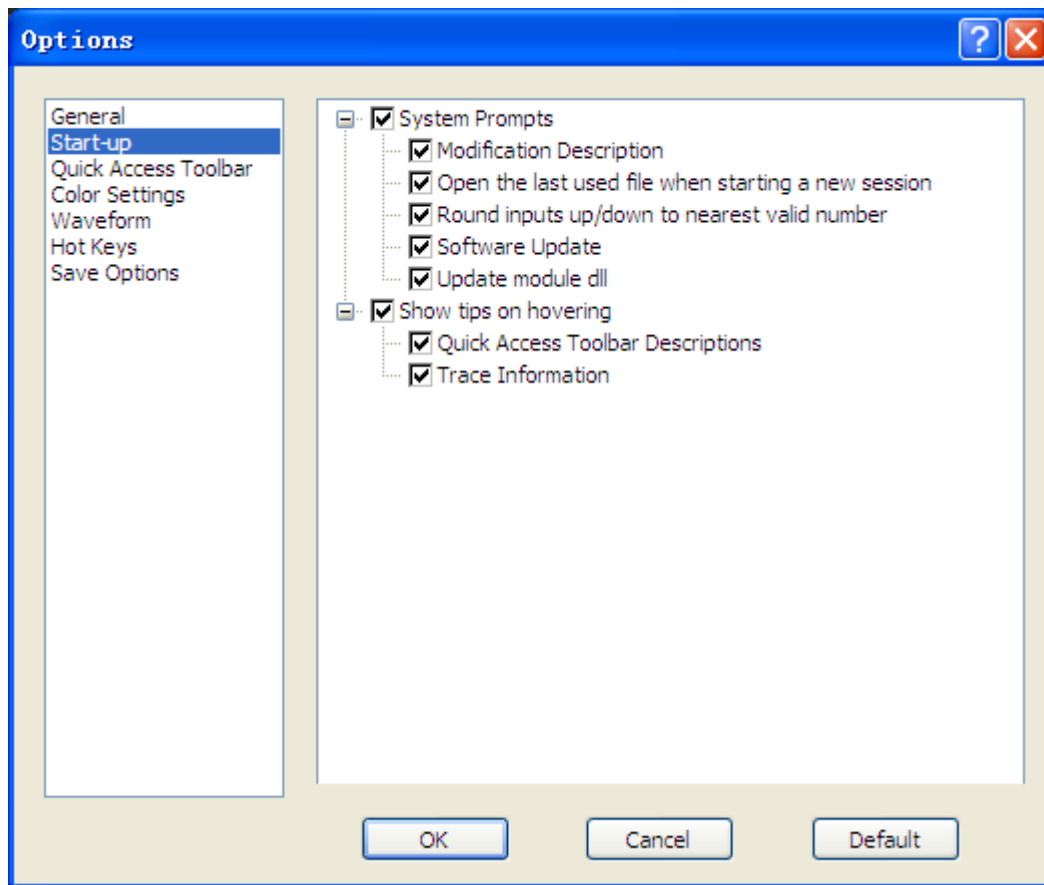 Options
General
Start-up
Quick Access Toolbar
Color Settings
Waveform
Hot Keys
Save Options
System Prompts
Modification Description
Open the last used file when starting a new session
Round inputs up/down to nearest valid number
Software Update
Update module dll
Show tips on hovering
Quick Access Toolbar Descriptions
Trace Information
OK
Cancel
Default